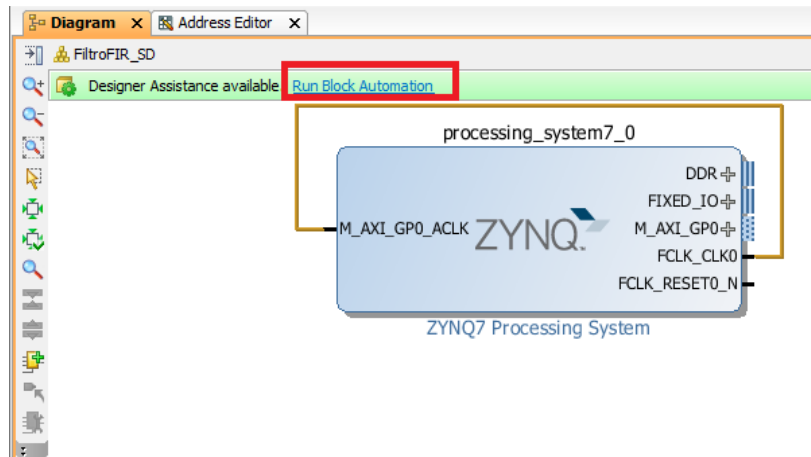 Diagram X Address Editor X
FiltroFIR_SD
Designer Assistance available. Run Block Automation
processing_system7_0
DDR
FIXED_IO
M_AXI_GP0_ACLK ZYNQ. M_AXI_GP0
FCLK_CLK0
FCLK_RESET0_N
ZYNQ7 Processing System